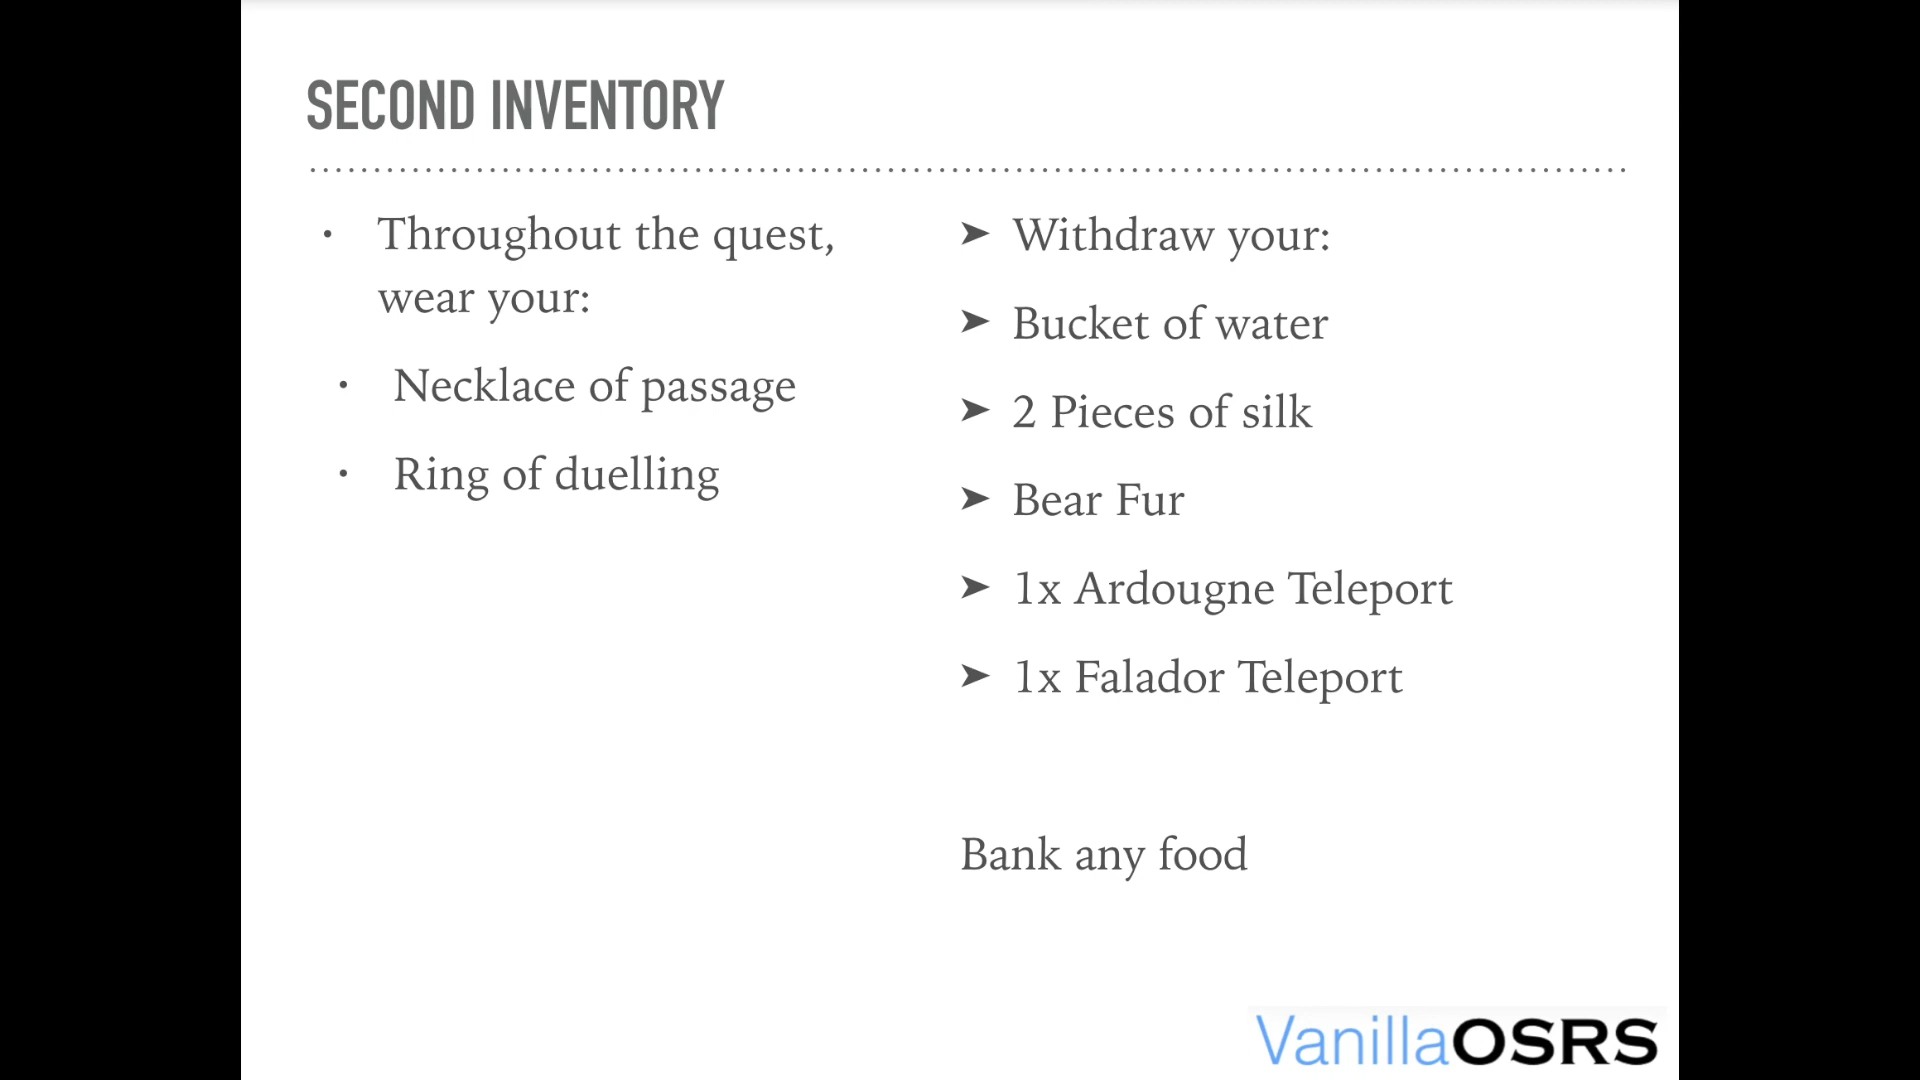 SECOND INVENTORY
• Throughout the quest,
wear your:
• Necklace of passage
• Ring of duelling
➤ Withdraw your:
➤ Bucket of water
➤ 2 Pieces of silk
➤ Bear Fur
➤ 1x Ardougne Teleport
➤ 1x Falador Teleport
Bank any food
VanillaOSRS